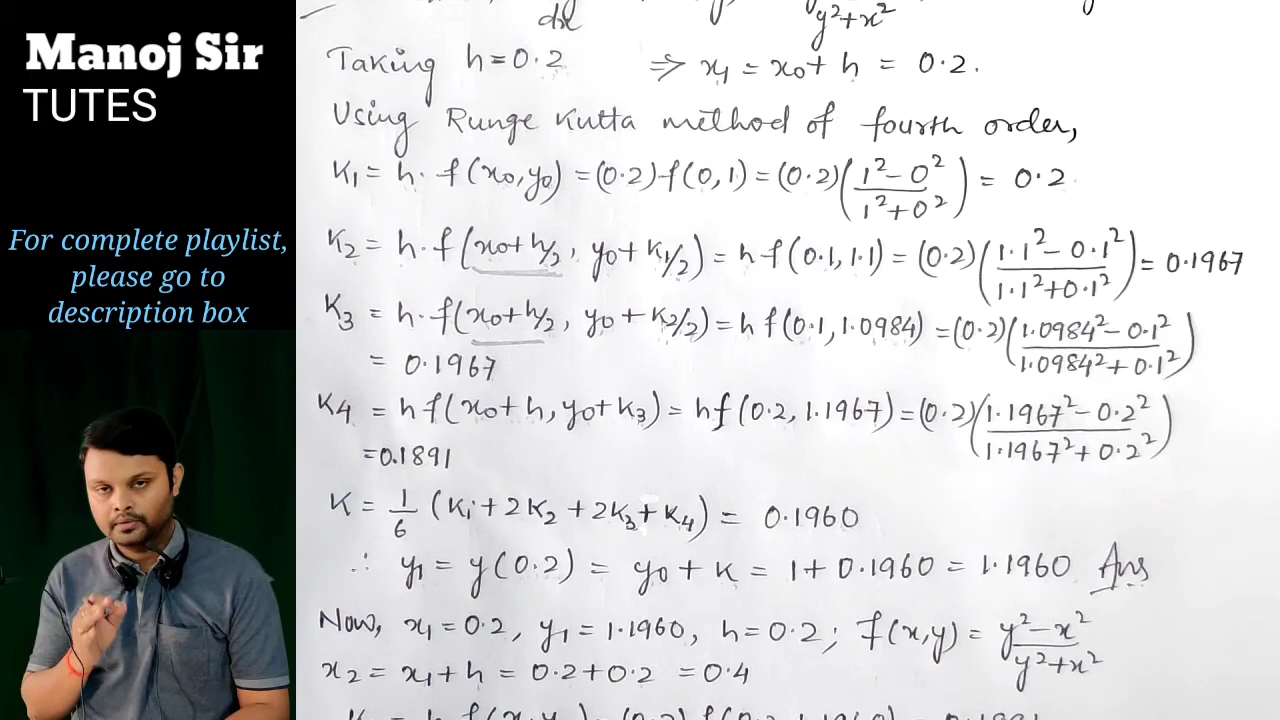 Manoj Sir
TUTES
For complete playlist,
please go to
description box
dx
y²+x²
Taking h=0.2 ⇒ x₁ = x₀+ h = 0.2.
Using Runge Kutta method of fourth order,
K₁ = h· f(x₀,y₀) = (0.2)·f(0,1) = (0.2)((1²-0²)/(1²+0²)) = 0.2
K₂ = h·f(x₀+h/2, y₀+K₁/2) = h f(0.1,1.1) = (0.2)((1.1²-0.1²)/(1.1²+0.1²)) = 0.1967
K₃ = h·f(x₀+h/2, y₀+K₂/2) = h f(0.1,1.0984) = (0.2)((1.0984²-0.1²)/(1.0984²+0.1²))
= 0.1967
K₄ = hf(x₀+h, y₀+K₃) = hf(0.2,1.1967) = (0.2)((1.1967²-0.2²)/(1.1967²+0.2²))
=0.1891
K = 1/6 (K₁+2K₂+2K₃+K₄) = 0.1960
∴ y₁ = y(0.2) = y₀+K = 1+0.1960 = 1.1960 Ans
Now, x₁=0.2, y₁=1.1960, h=0.2; f(x,y) = (y²-x²)/(y²+x²)
x₂ = x₁+h = 0.2+0.2 = 0.4